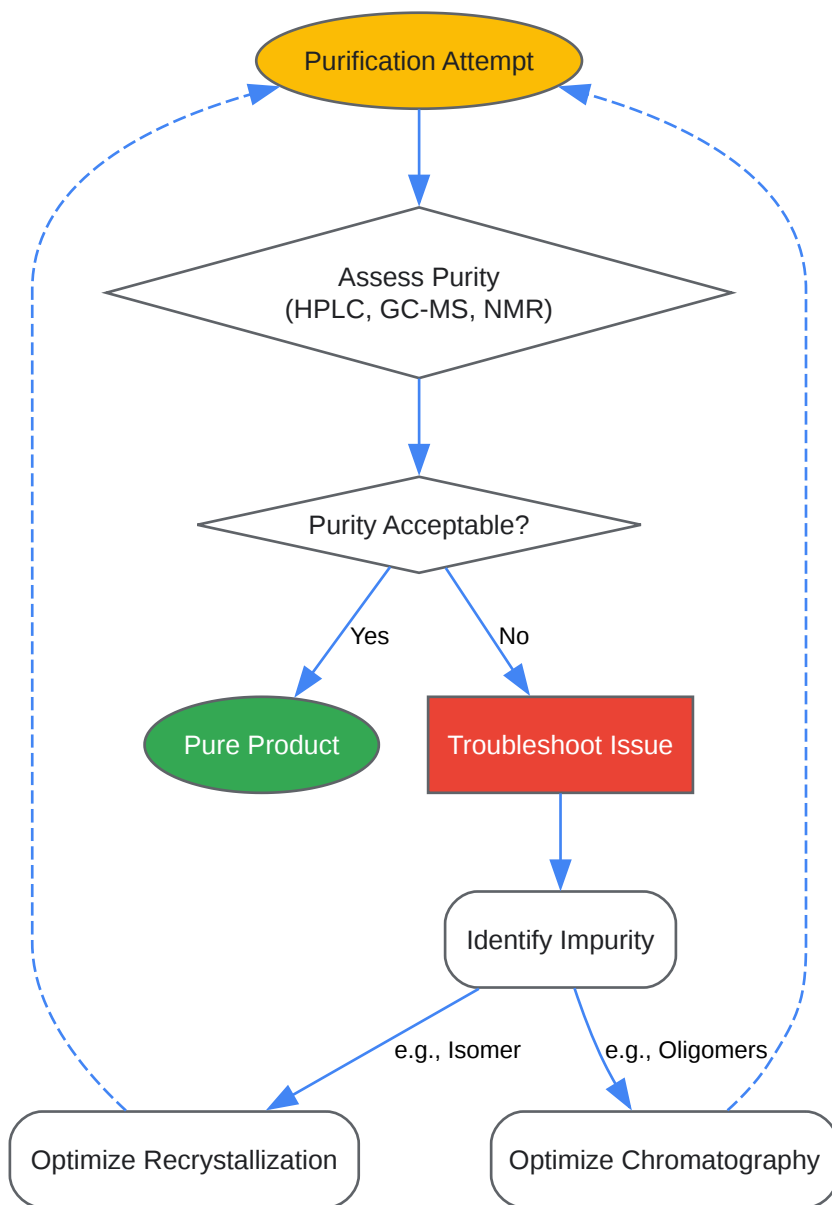 Purification Attempt
Assess Purity
(HPLC, GC-MS, NMR)
Purity Acceptable?
Yes
No
Pure Product
Troubleshoot Issue
Identify Impurity
e.g., Isomer
e.g., Oligomers
Optimize Recrystallization
Optimize Chromatography